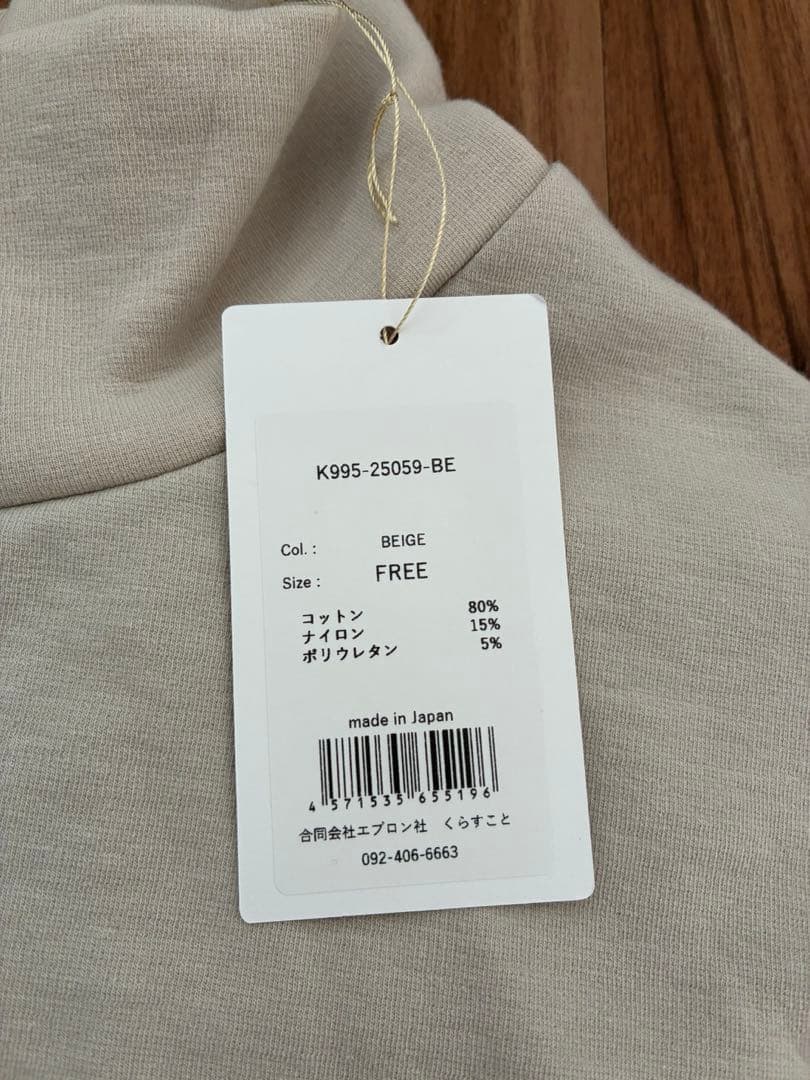 K995-25059-BE
Col. : BEIGE
Size : FREE
コットン 80%
ナイロン 15%
ポリウレタン 5%
made in Japan
4 571535 655196
合同会社エプロン社 くらすこと
092-406-6663